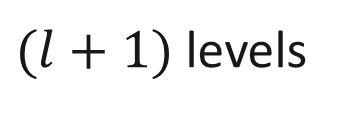 (𝑙 + 1) levels